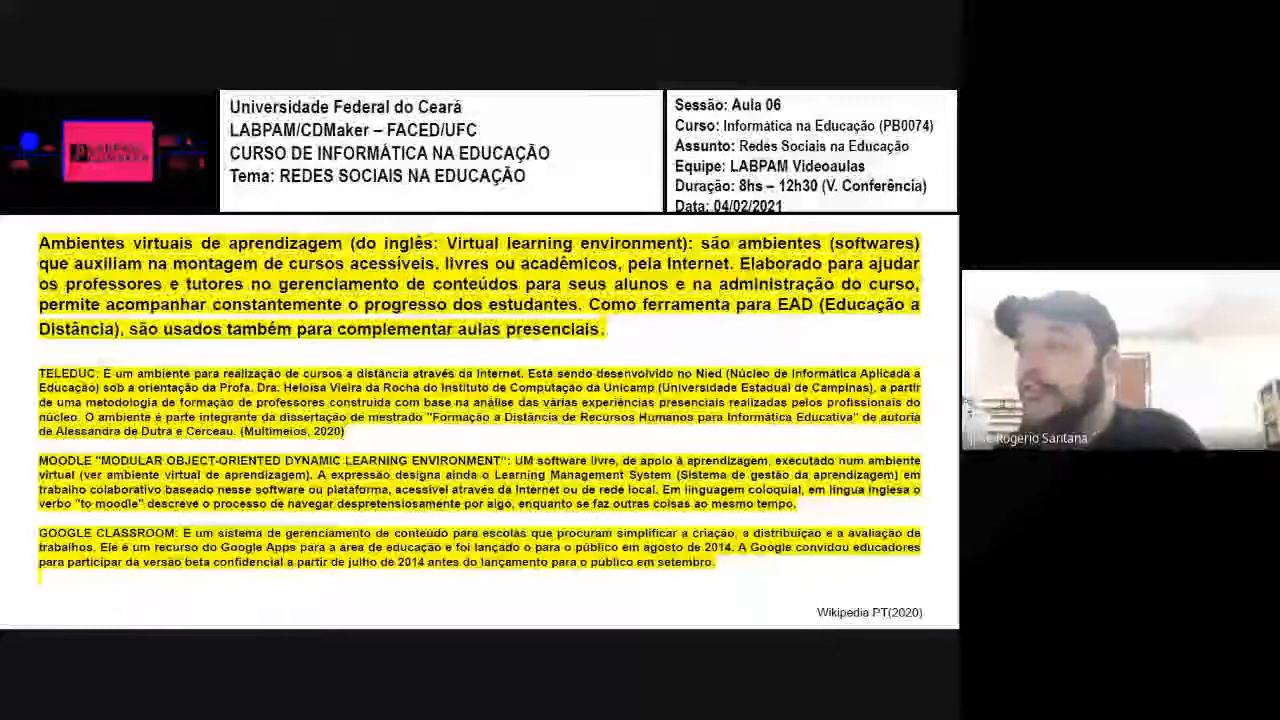 Universidade Federal do Ceará
LABPAM/CDMaker – FACED/UFC
CURSO DE INFORMÁTICA NA EDUCAÇÃO
Tema: REDES SOCIAIS NA EDUCAÇÃO
Sessão: Aula 06
Curso: Informática na Educação (PB0074)
Assunto: Redes Sociais na Educação
Equipe: LABPAM Videoaulas
Duração: 8hs – 12h30 (V. Conferência)
Data: 04/02/2021
Ambientes virtuais de aprendizagem (do inglês: Virtual learning environment): são ambientes (softwares)
que auxiliam na montagem de cursos acessíveis, livres ou acadêmicos, pela Internet. Elaborado para ajudar
os professores e tutores no gerenciamento de conteúdos para seus alunos e na administração do curso,
permite acompanhar constantemente o progresso dos estudantes. Como ferramenta para EAD (Educação a
Distância), são usados também para complementar aulas presenciais.
TELEDUC: É um ambiente para realização de cursos a distância através da Internet. Está sendo desenvolvido no Nied (Núcleo de Informática Aplicada a
Educação) sob a orientação da Profa. Dra. Heloísa Vieira da Rocha do Instituto de Computação da Unicamp (Universidade Estadual de Campinas), a partir
de uma metodologia de formação de professores construída com base na análise das várias experiências presenciais realizadas pelos profissionais do
núcleo. O ambiente é parte integrante da dissertação de mestrado "Formação a Distância de Recursos Humanos para Informática Educativa" de autoria
de Alessandra de Dutra e Cerceau. (Multimeios, 2020)
MOODLE "MODULAR OBJECT-ORIENTED DYNAMIC LEARNING ENVIRONMENT": UM software livre, de apoio à aprendizagem, executado num ambiente
virtual (ver ambiente virtual de aprendizagem). A expressão designa ainda o Learning Management System (Sistema de gestão da aprendizagem) em
trabalho colaborativo baseado nesse software ou plataforma, acessível através da Internet ou de rede local. Em linguagem coloquial, em língua inglesa o
verbo "to moodle" descreve o processo de navegar despretensiosamente por algo, enquanto se faz outras coisas ao mesmo tempo.
GOOGLE CLASSROOM: É um sistema de gerenciamento de conteúdo para escolas que procuram simplificar a criação, a distribuição e a avaliação de
trabalhos. Ele é um recurso do Google Apps para a área de educação e foi lançado o para o público em agosto de 2014. A Google convidou educadores
para participar da versão beta confidencial a partir de julho de 2014 antes do lançamento para o público em setembro.
Wikipedia PT(2020)
Rogerio Santana